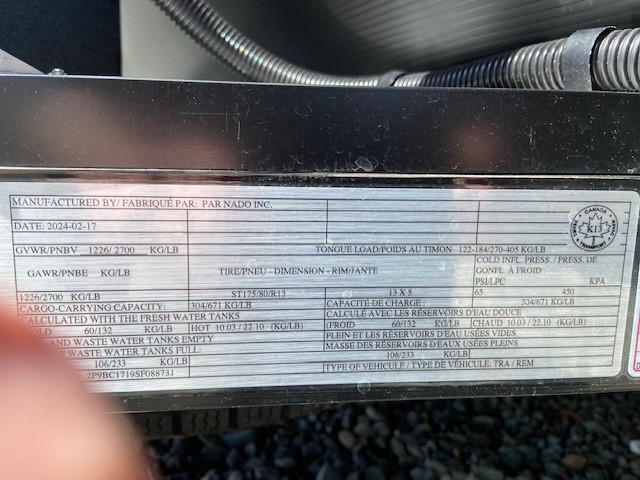 MANUFACTURED BY/ FABRIQUÉ PAR: PAR NADO INC.
DATE: 2024-02-17
CANADA
K13
TRANSPORT
GVWR/PNBV 1226/ 2700 KG/LB TONGUE LOAD/POIDS AU TIMON 122-184/270-405 KG/LB
GAWR/PNBE KG/LB TIRE/PNEU - DIMENSION - RIM/JANTE COLD INFL. PRESS. / PRESS. DE
GONFL. À FROID
PSI/LPC KPA
1226/2700 KG/LB ST175/80/R13 13 X 5 65 450
CARGO-CARRYING CAPACITY: 304/671 KG/LB CAPACITÉ DE CHARGE: 304/671 KG/LB
CALCULATED WITH THE FRESH WATER TANKS CALCULÉ AVEC LES RÉSERVOIRS D'EAU DOUCE
60/132 KG/LB HOT 10.03 / 22.10 (KG/LB) (FROID 60/132 KG/LB CHAUD 10.03 / 22.10 (KG/LB)
AND WASTE WATER TANKS EMPTY PLEIN ET LES RÉSERVOIRS D'EAU USÉES VIDES
WASTE WATER TANKS FULL: MASSE DES RÉSERVOIRS D'EAUX USÉES PLEINS
106/233 KG/LB 106/233 KG/LB
2P9BC1719SF088731 TYPE OF VEHICULE / TYPE DE VÉHICULE: TRA / REM